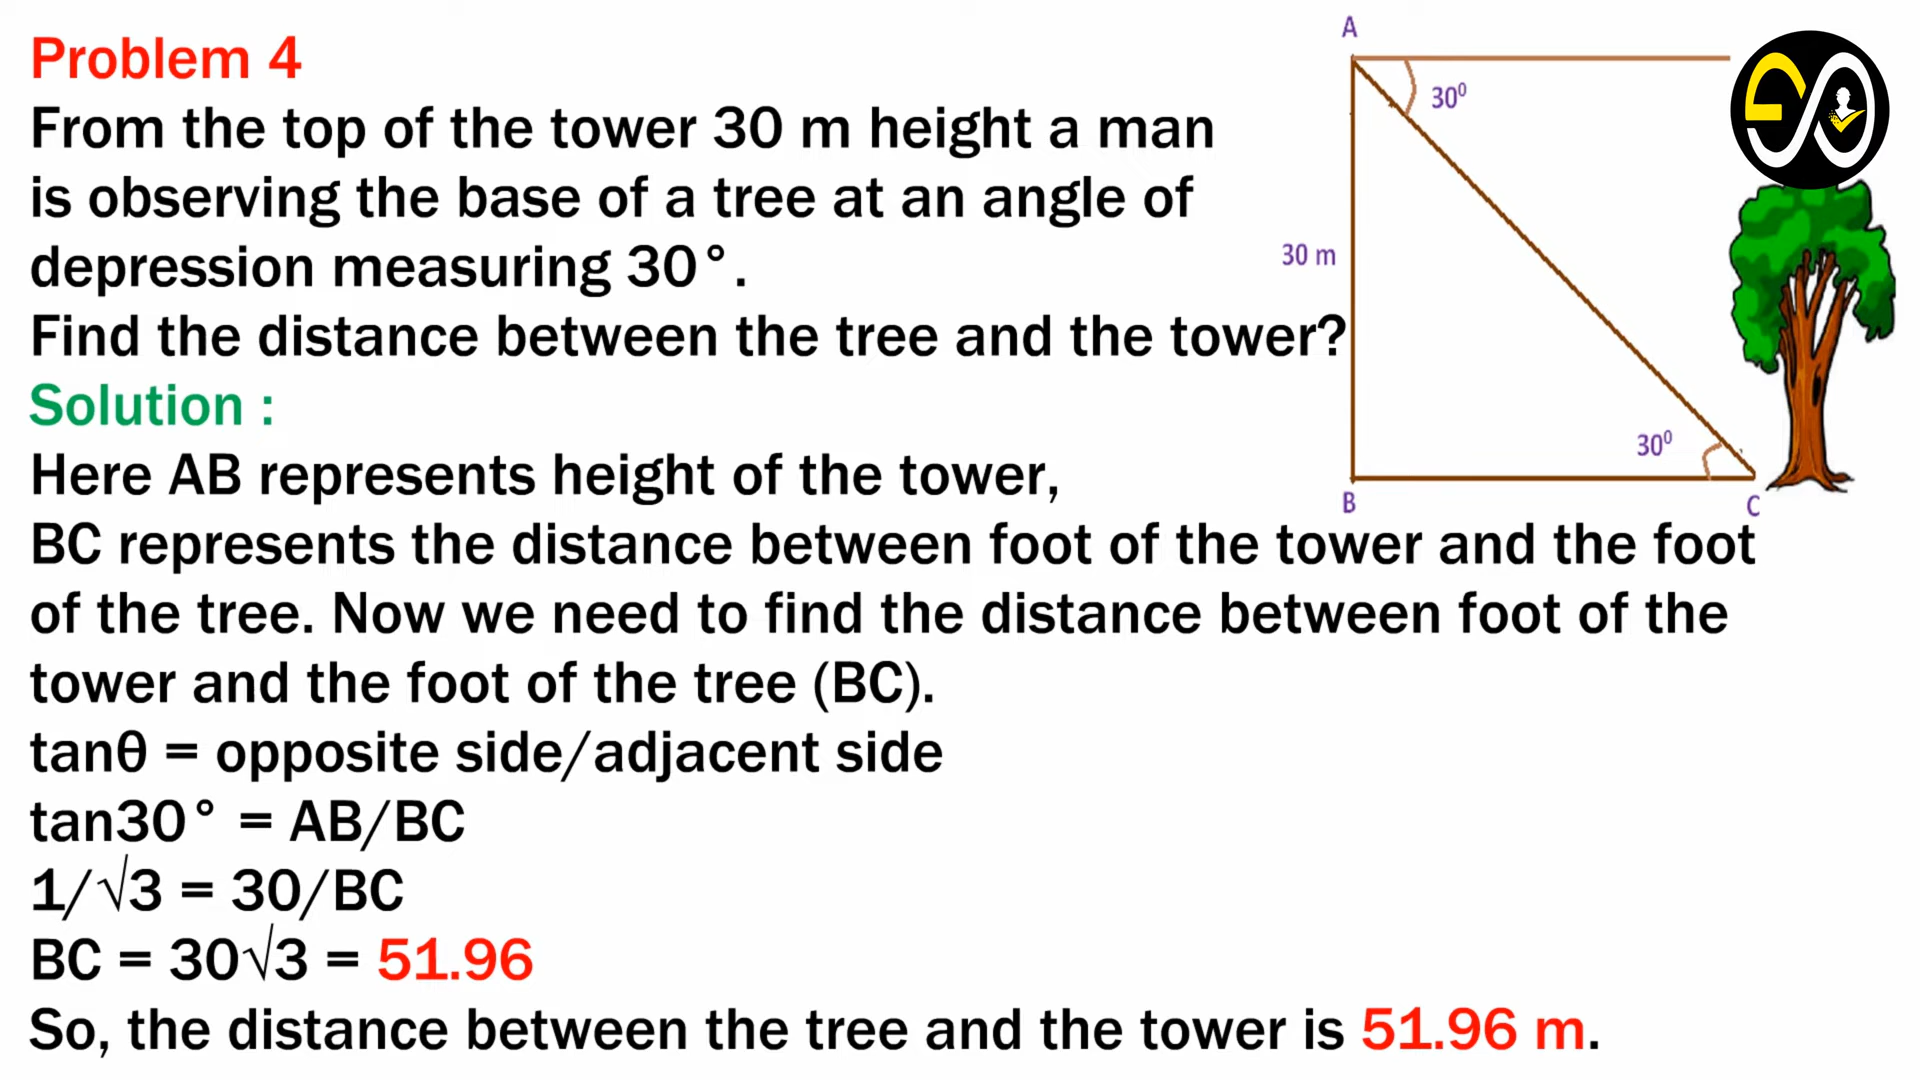 Problem 4
From the top of the tower 30 m height a man
is observing the base of a tree at an angle of
depression measuring 30°.
Find the distance between the tree and the tower?
Solution :
Here AB represents height of the tower,
BC represents the distance between foot of the tower and the foot
of the tree. Now we need to find the distance between foot of the
tower and the foot of the tree (BC).
tanθ = opposite side/adjacent side
tan30° = AB/BC
1/√3 = 30/BC
BC = 30√3 = 51.96
So, the distance between the tree and the tower is 51.96 m.
A
30⁰
30 m
30⁰
B
C